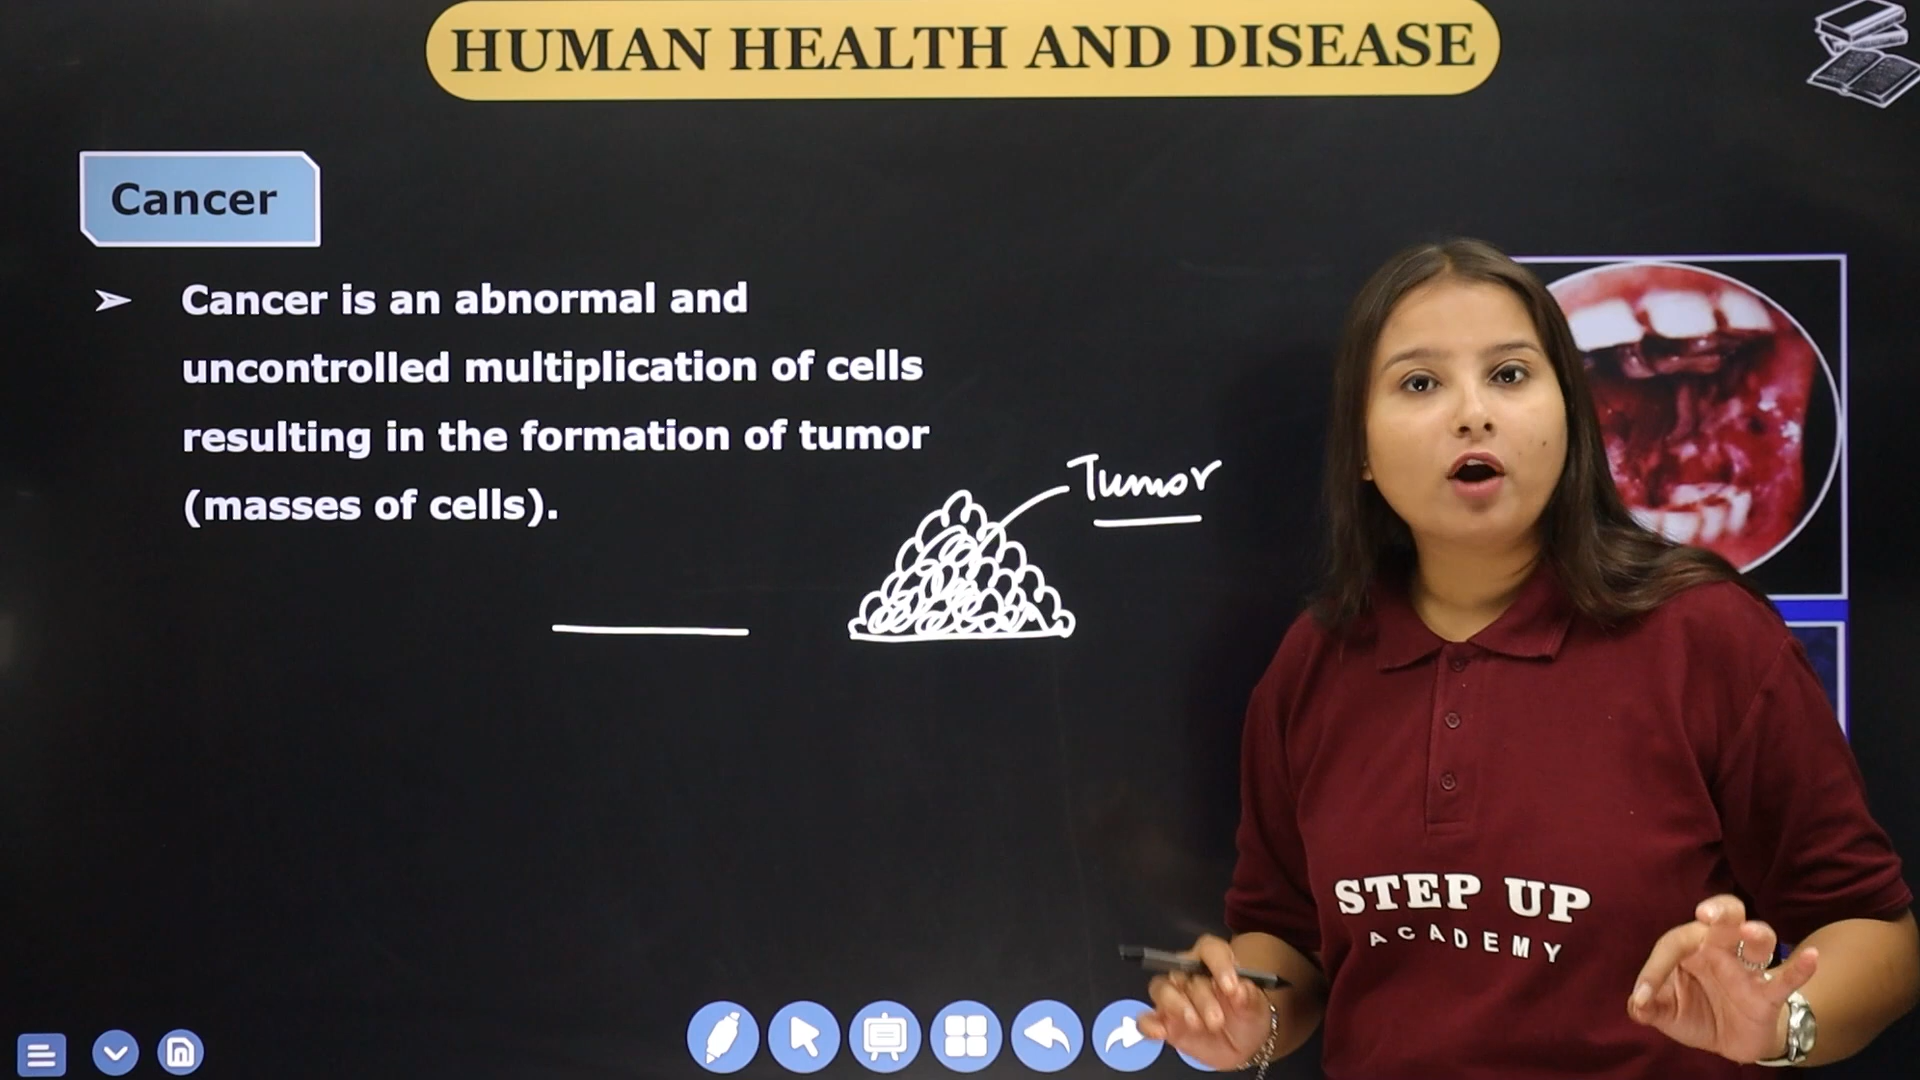 HUMAN HEALTH AND DISEASE
Cancer
➤ Cancer is an abnormal and
uncontrolled multiplication of cells
resulting in the formation of tumor
(masses of cells).
Tumor
STEP UP
ACADEMY